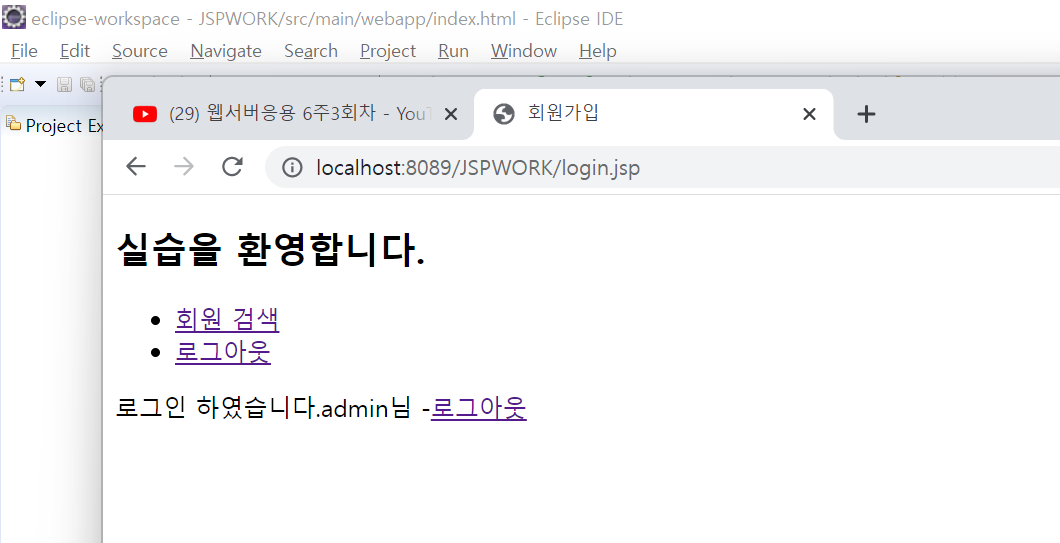 eclipse-workspace - JSPWORK/src/main/webapp/index.html - Eclipse IDE
File Edit Source Navigate Search Project Run Window Help
(29) 웹서버응용 6주3회차 - You
회원가입
Project Ex
localhost:8089/JSPWORK/login.jsp
실습을 환영합니다.
회원 검색
로그아웃
로그인 하였습니다.admin님 -로그아웃